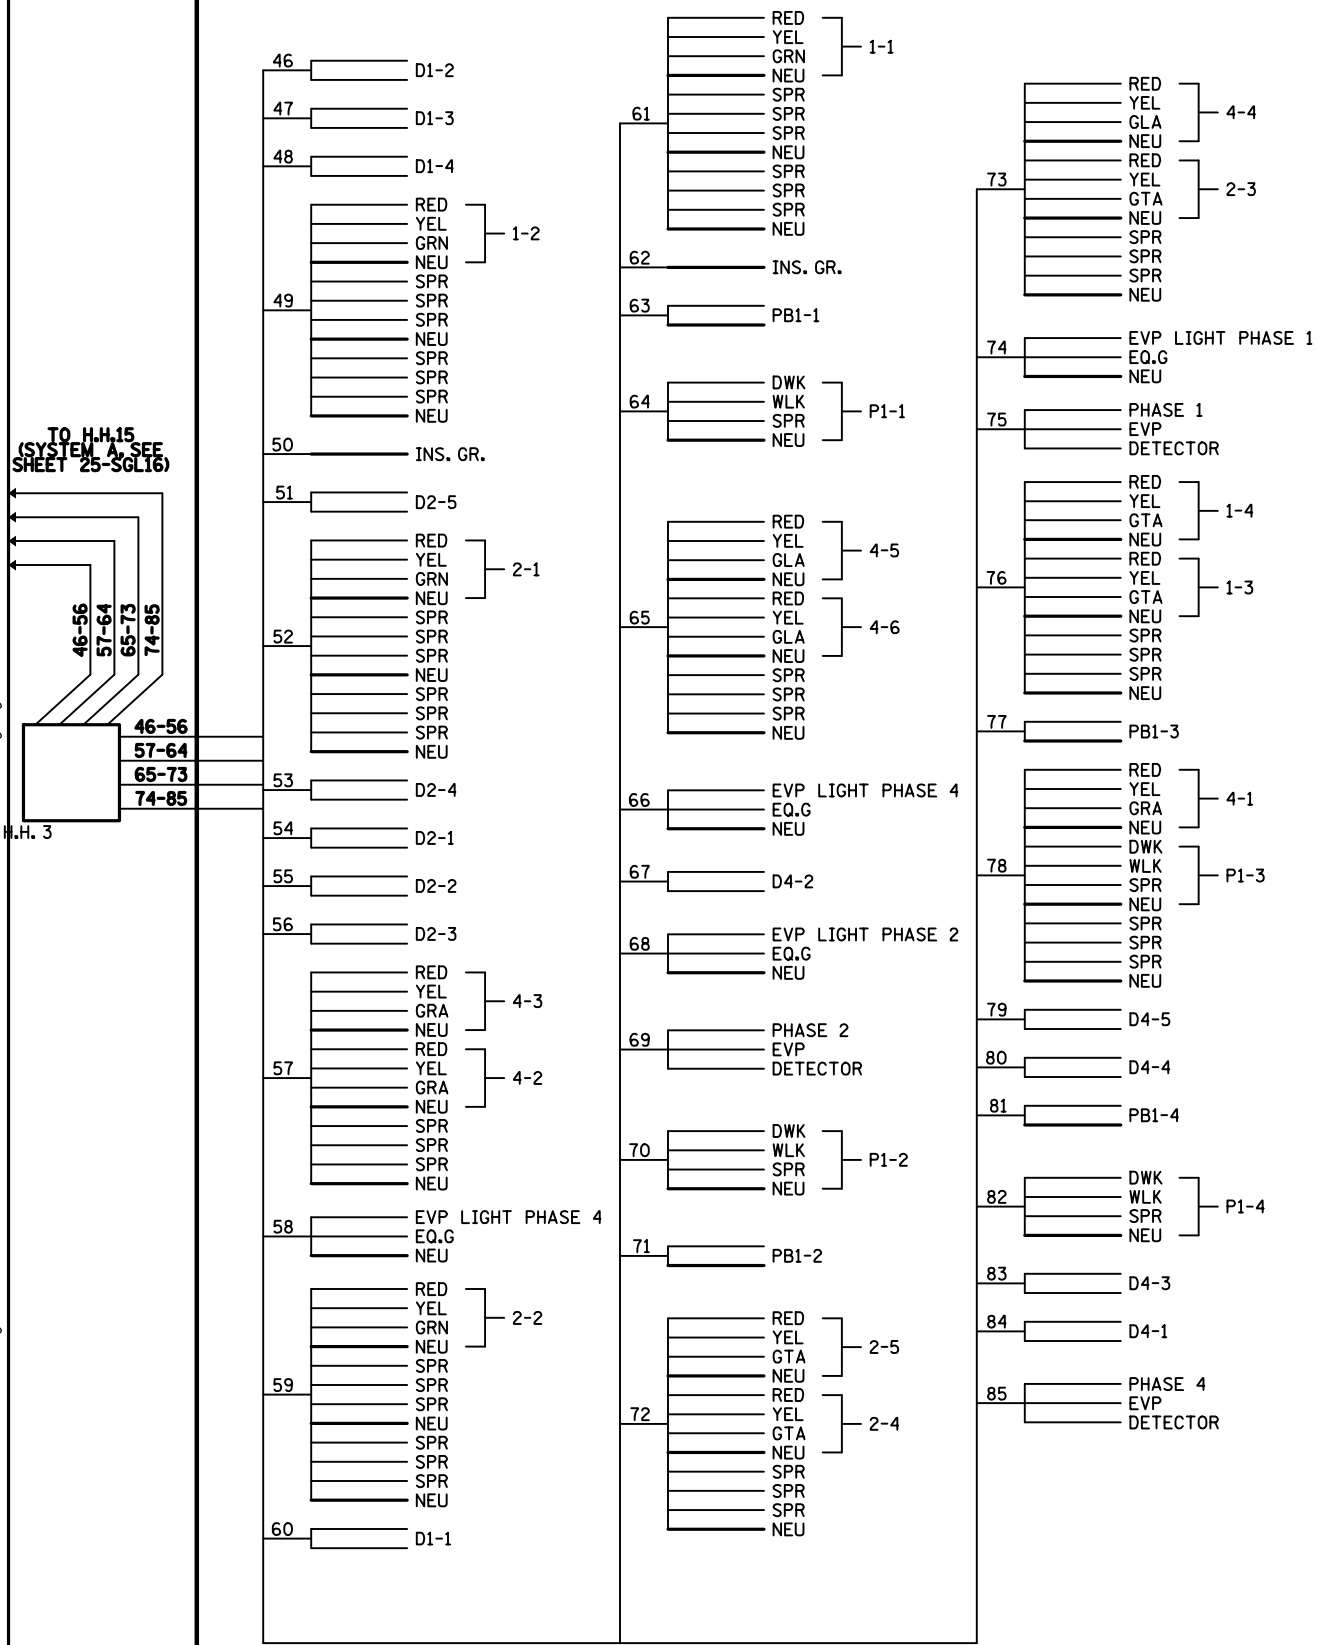 TO H.H.15
(SYSTEM A, SEE
SHEET 25-SGL16)
46-56
57-64
65-73
74-85
46-56
57-64
65-73
74-85
H.H. 3
46
D1-2
47
D1-3
48
D1-4
49
RED
YEL
GRN
NEU
1-2
SPR
SPR
SPR
NEU
SPR
SPR
SPR
NEU
50
INS. GR.
51
D2-5
52
RED
YEL
GRN
NEU
2-1
SPR
SPR
SPR
NEU
SPR
SPR
SPR
NEU
53
D2-4
54
D2-1
55
D2-2
56
D2-3
57
RED
YEL
GRA
NEU
4-3
RED
YEL
GRA
NEU
4-2
SPR
SPR
SPR
NEU
58
EVP LIGHT PHASE 4
EQ.G
NEU
59
RED
YEL
GRN
NEU
2-2
SPR
SPR
SPR
NEU
SPR
SPR
SPR
NEU
60
D1-1
61
RED
YEL
GRN
NEU
1-1
SPR
SPR
SPR
NEU
SPR
SPR
SPR
NEU
62
INS. GR.
63
PB1-1
64
DWK
WLK
SPR
NEU
P1-1
65
RED
YEL
GLA
NEU
4-5
RED
YEL
GLA
NEU
4-6
SPR
SPR
SPR
NEU
66
EVP LIGHT PHASE 4
EQ.G
NEU
67
D4-2
68
EVP LIGHT PHASE 2
EQ.G
NEU
69
PHASE 2
EVP
DETECTOR
70
DWK
WLK
SPR
NEU
P1-2
71
PB1-2
72
RED
YEL
GTA
NEU
2-5
RED
YEL
GTA
NEU
2-4
SPR
SPR
SPR
NEU
73
RED
YEL
GLA
NEU
4-4
RED
YEL
GTA
NEU
2-3
SPR
SPR
SPR
NEU
74
EVP LIGHT PHASE 1
EQ.G
NEU
75
PHASE 1
EVP
DETECTOR
76
RED
YEL
GTA
NEU
1-4
RED
YEL
GTA
NEU
1-3
SPR
SPR
SPR
NEU
77
PB1-3
78
RED
YEL
GRA
NEU
4-1
DWK
WLK
SPR
NEU
P1-3
SPR
SPR
SPR
NEU
79
D4-5
80
D4-4
81
PB1-4
82
DWK
WLK
SPR
NEU
P1-4
83
D4-3
84
D4-1
85
PHASE 4
EVP
DETECTOR